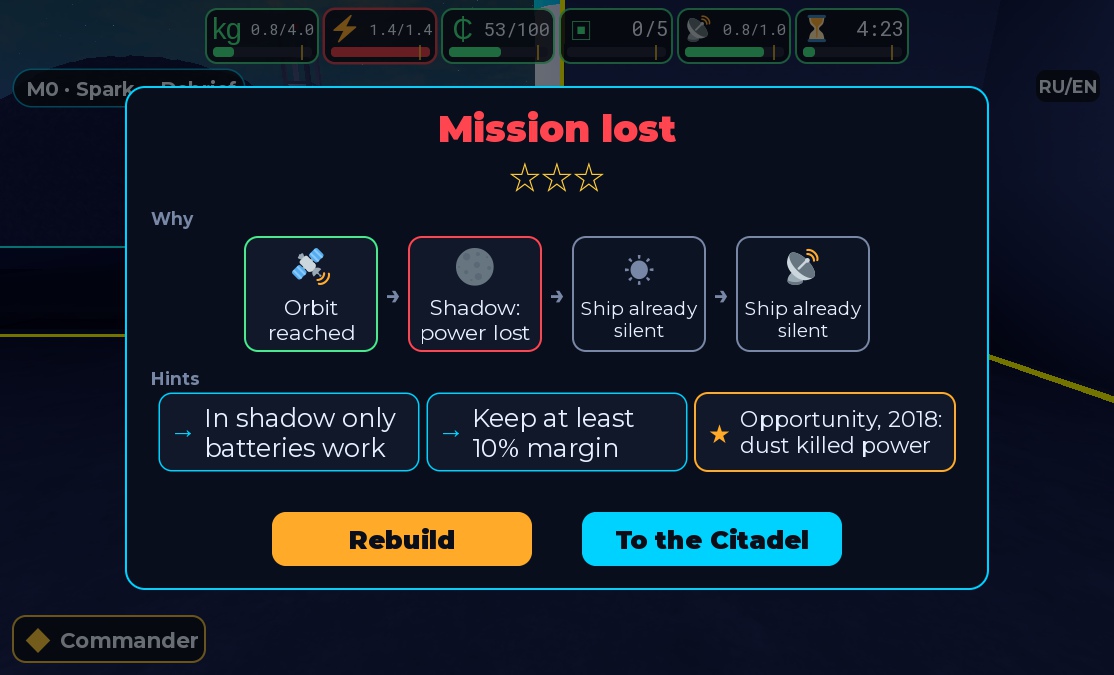 kg 0.8/4.0
1.4/1.4
₵ 53/100
0/5
0.8/1.0
4:23
M0 · Spark — Debrief
RU/EN
Mission lost
Why
Orbit
reached
Shadow:
power lost
Ship already
silent
Ship already
silent
Hints
→ In shadow only
batteries work
→ Keep at least
10% margin
★ Opportunity, 2018:
dust killed power
Rebuild
To the Citadel
Commander